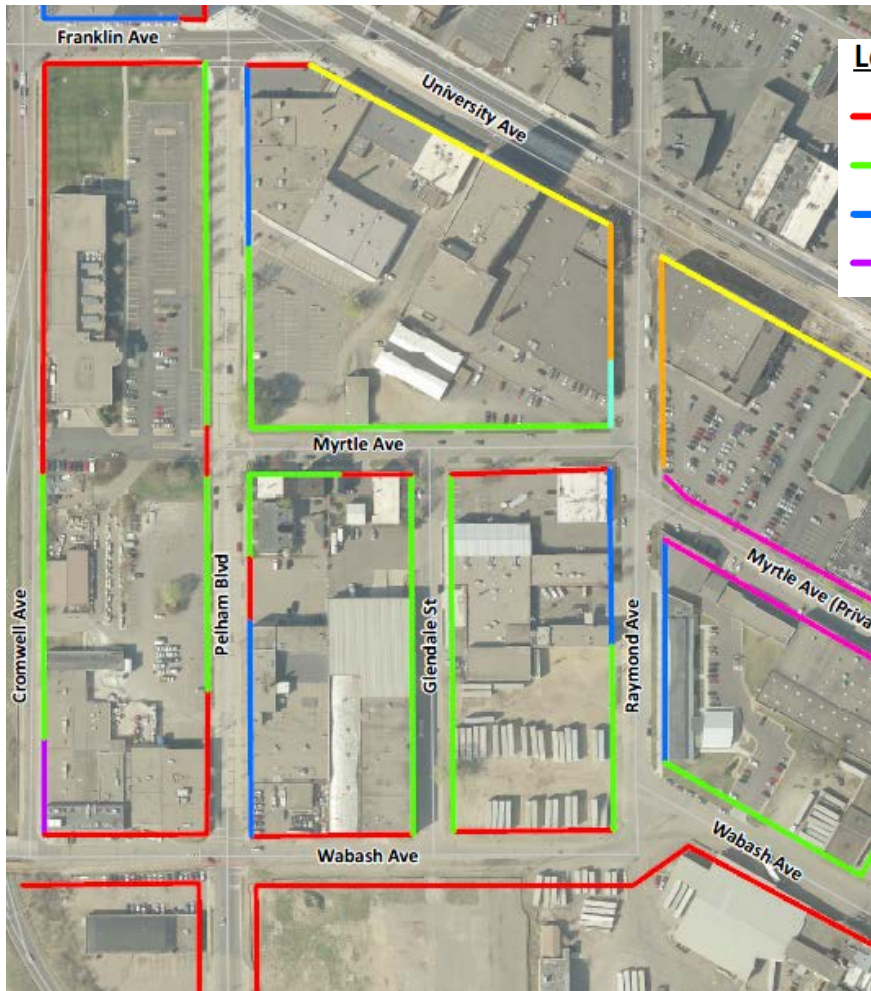 Franklin Ave
University Ave
Myrtle Ave
Myrtle Ave (Priva
Cromwell Ave
Pelham Blvd
Glendale St
Raymond Ave
Wabash Ave
Wabash Ave